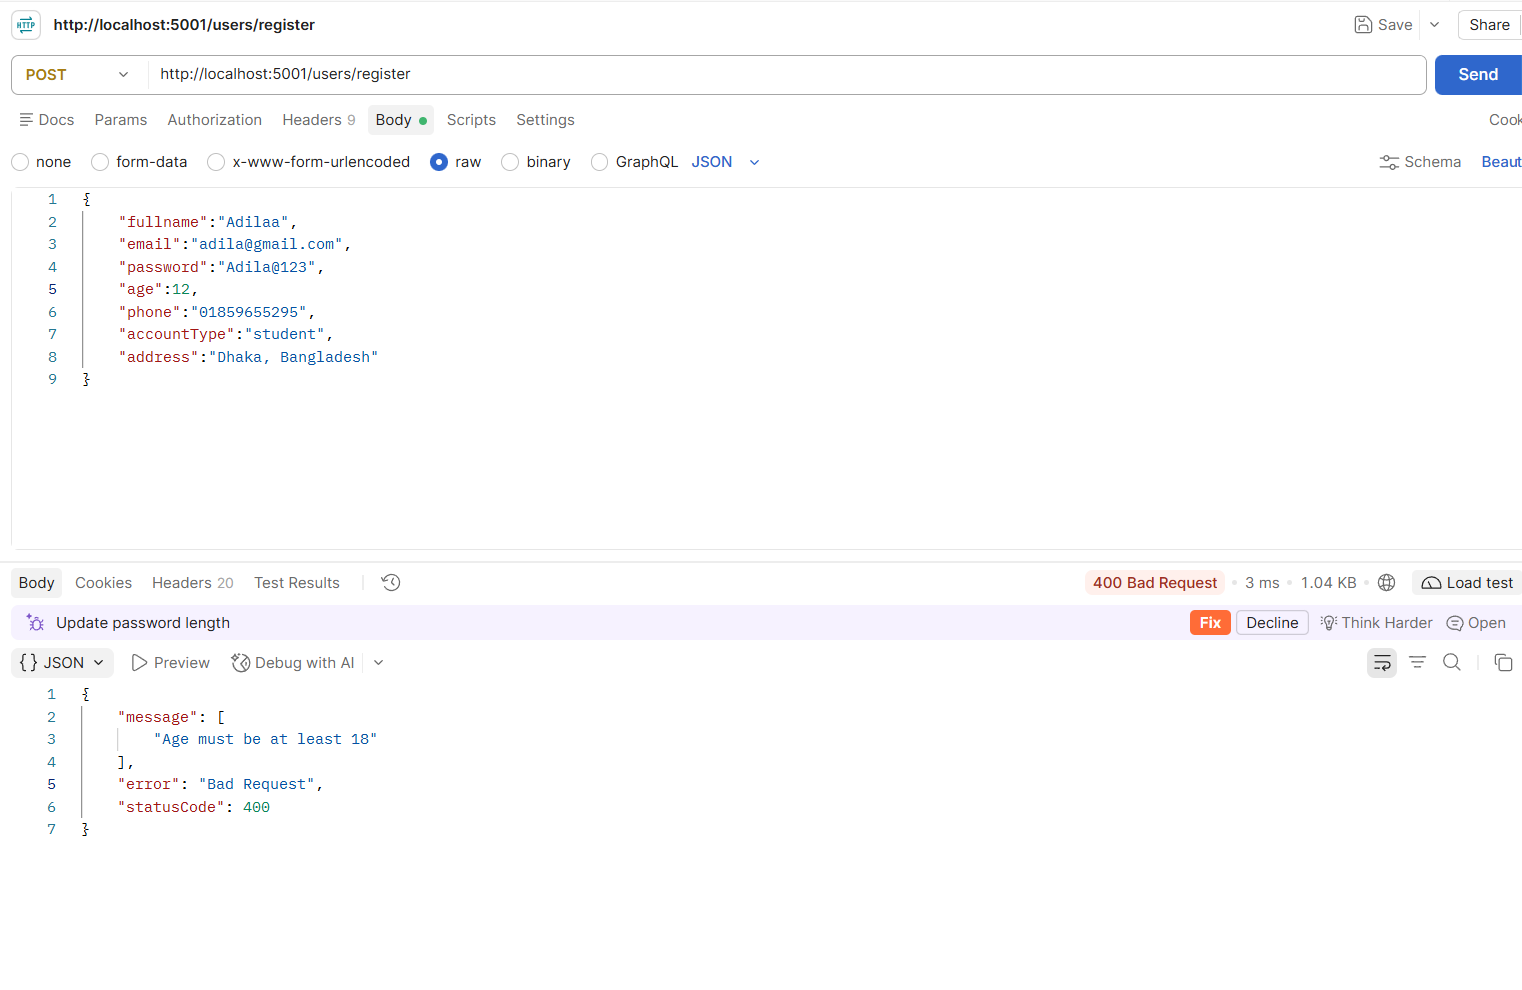 HTTP http://localhost:5001/users/register Save Share
POST http://localhost:5001/users/register Send
Docs Params Authorization Headers 9 Body Scripts Settings Cook
none form-data x-www-form-urlencoded raw binary GraphQL JSON Schema Beaut
1 {
2 "fullname":"Adilaa",
3 "email":"adila@gmail.com",
4 "password":"Adila@123",
5 "age":12,
6 "phone":"01859655295",
7 "accountType":"student",
8 "address":"Dhaka, Bangladesh"
9 }
Body Cookies Headers 20 Test Results 400 Bad Request • 3 ms • 1.04 KB • Load test
Update password length Fix Decline Think Harder Open
{} JSON Preview Debug with AI
1 {
2 "message": [
3 "Age must be at least 18"
4 ],
5 "error": "Bad Request",
6 "statusCode": 400
7 }